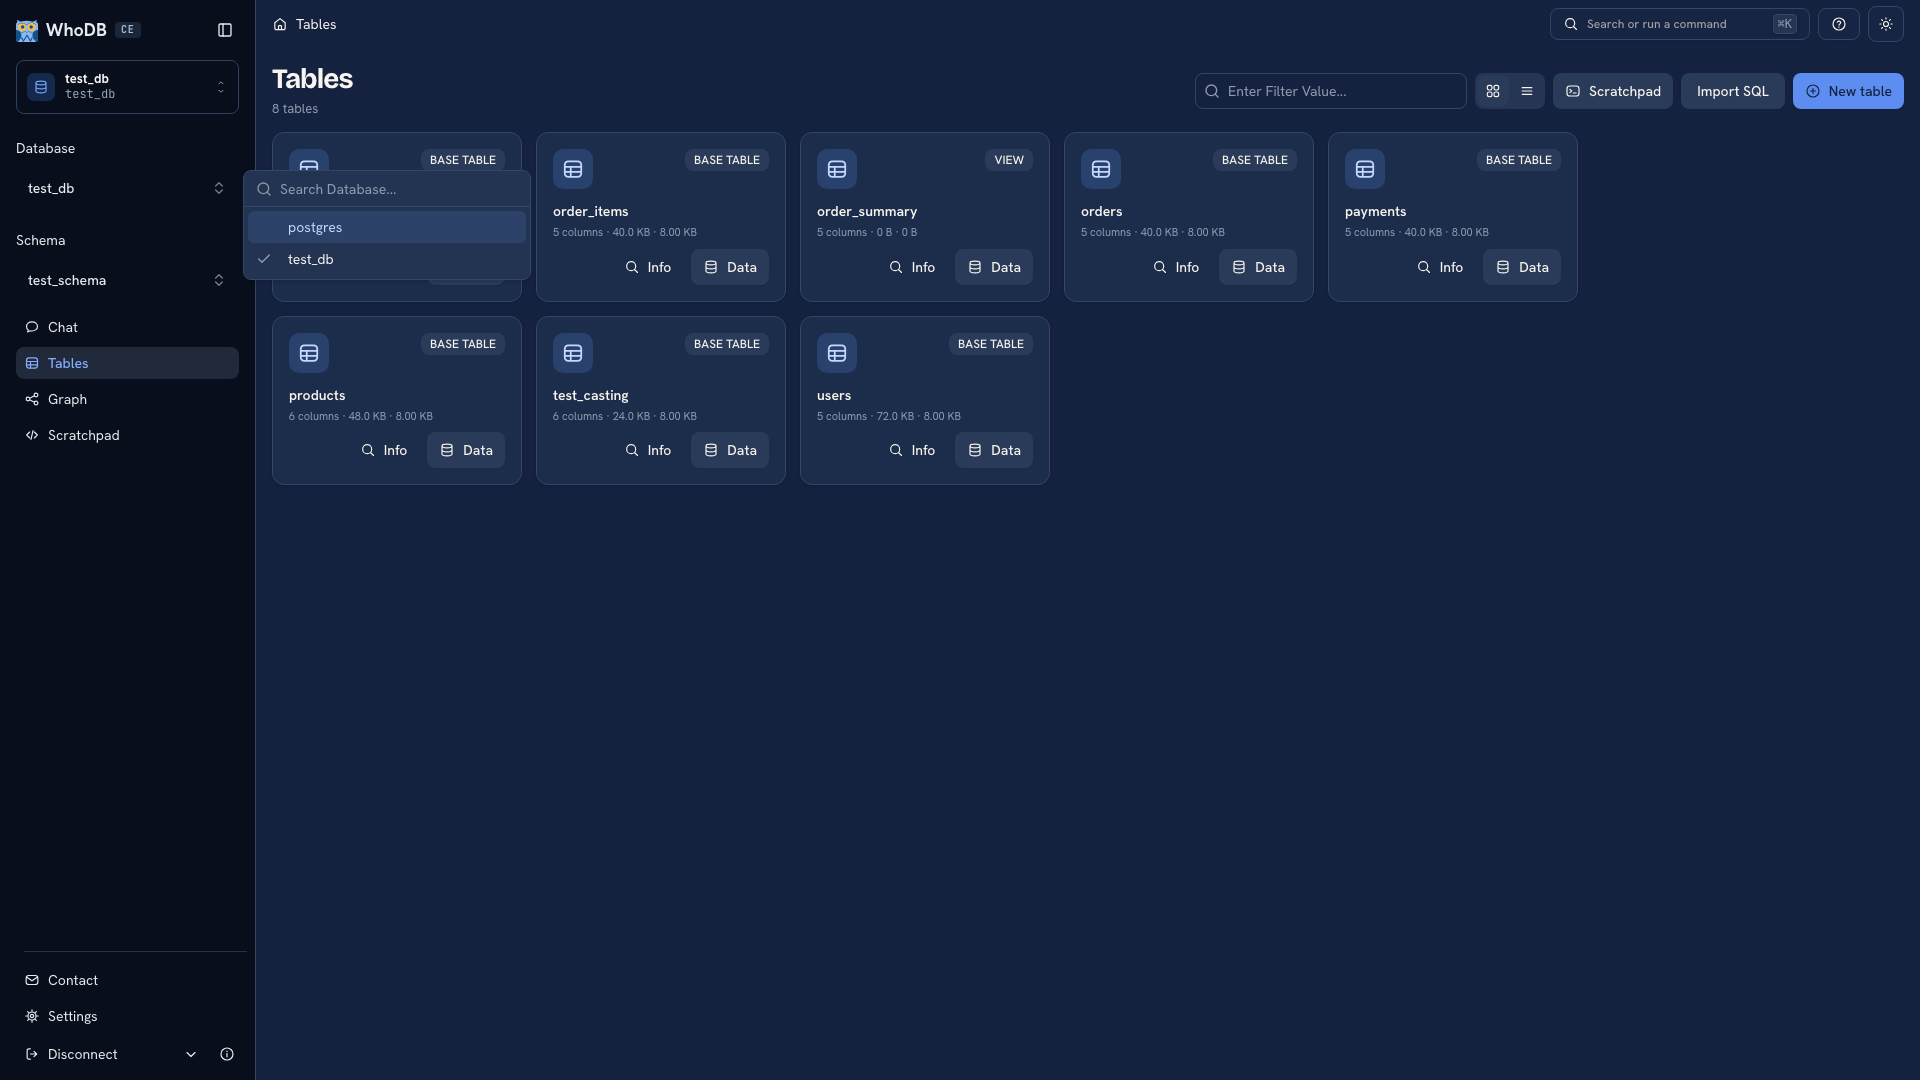 WhoDB CE
test_db
test_db
Database
test_db
Schema
test_schema
Chat
Tables
Graph
Scratchpad
Contact
Settings
Disconnect
Tables
Search or run a command ⌘K
Tables
8 tables
Enter Filter Value...
Scratchpad
Import SQL
New table
Search Database...
postgres
test_db
BASE TABLE
BASE TABLE
order_items
5 columns · 40.0 KB · 8.00 KB
Info Data
VIEW
order_summary
5 columns · 0 B · 0 B
Info Data
BASE TABLE
orders
5 columns · 40.0 KB · 8.00 KB
Info Data
BASE TABLE
payments
5 columns · 40.0 KB · 8.00 KB
Info Data
BASE TABLE
products
6 columns · 48.0 KB · 8.00 KB
Info Data
BASE TABLE
test_casting
6 columns · 24.0 KB · 8.00 KB
Info Data
BASE TABLE
users
5 columns · 72.0 KB · 8.00 KB
Info Data